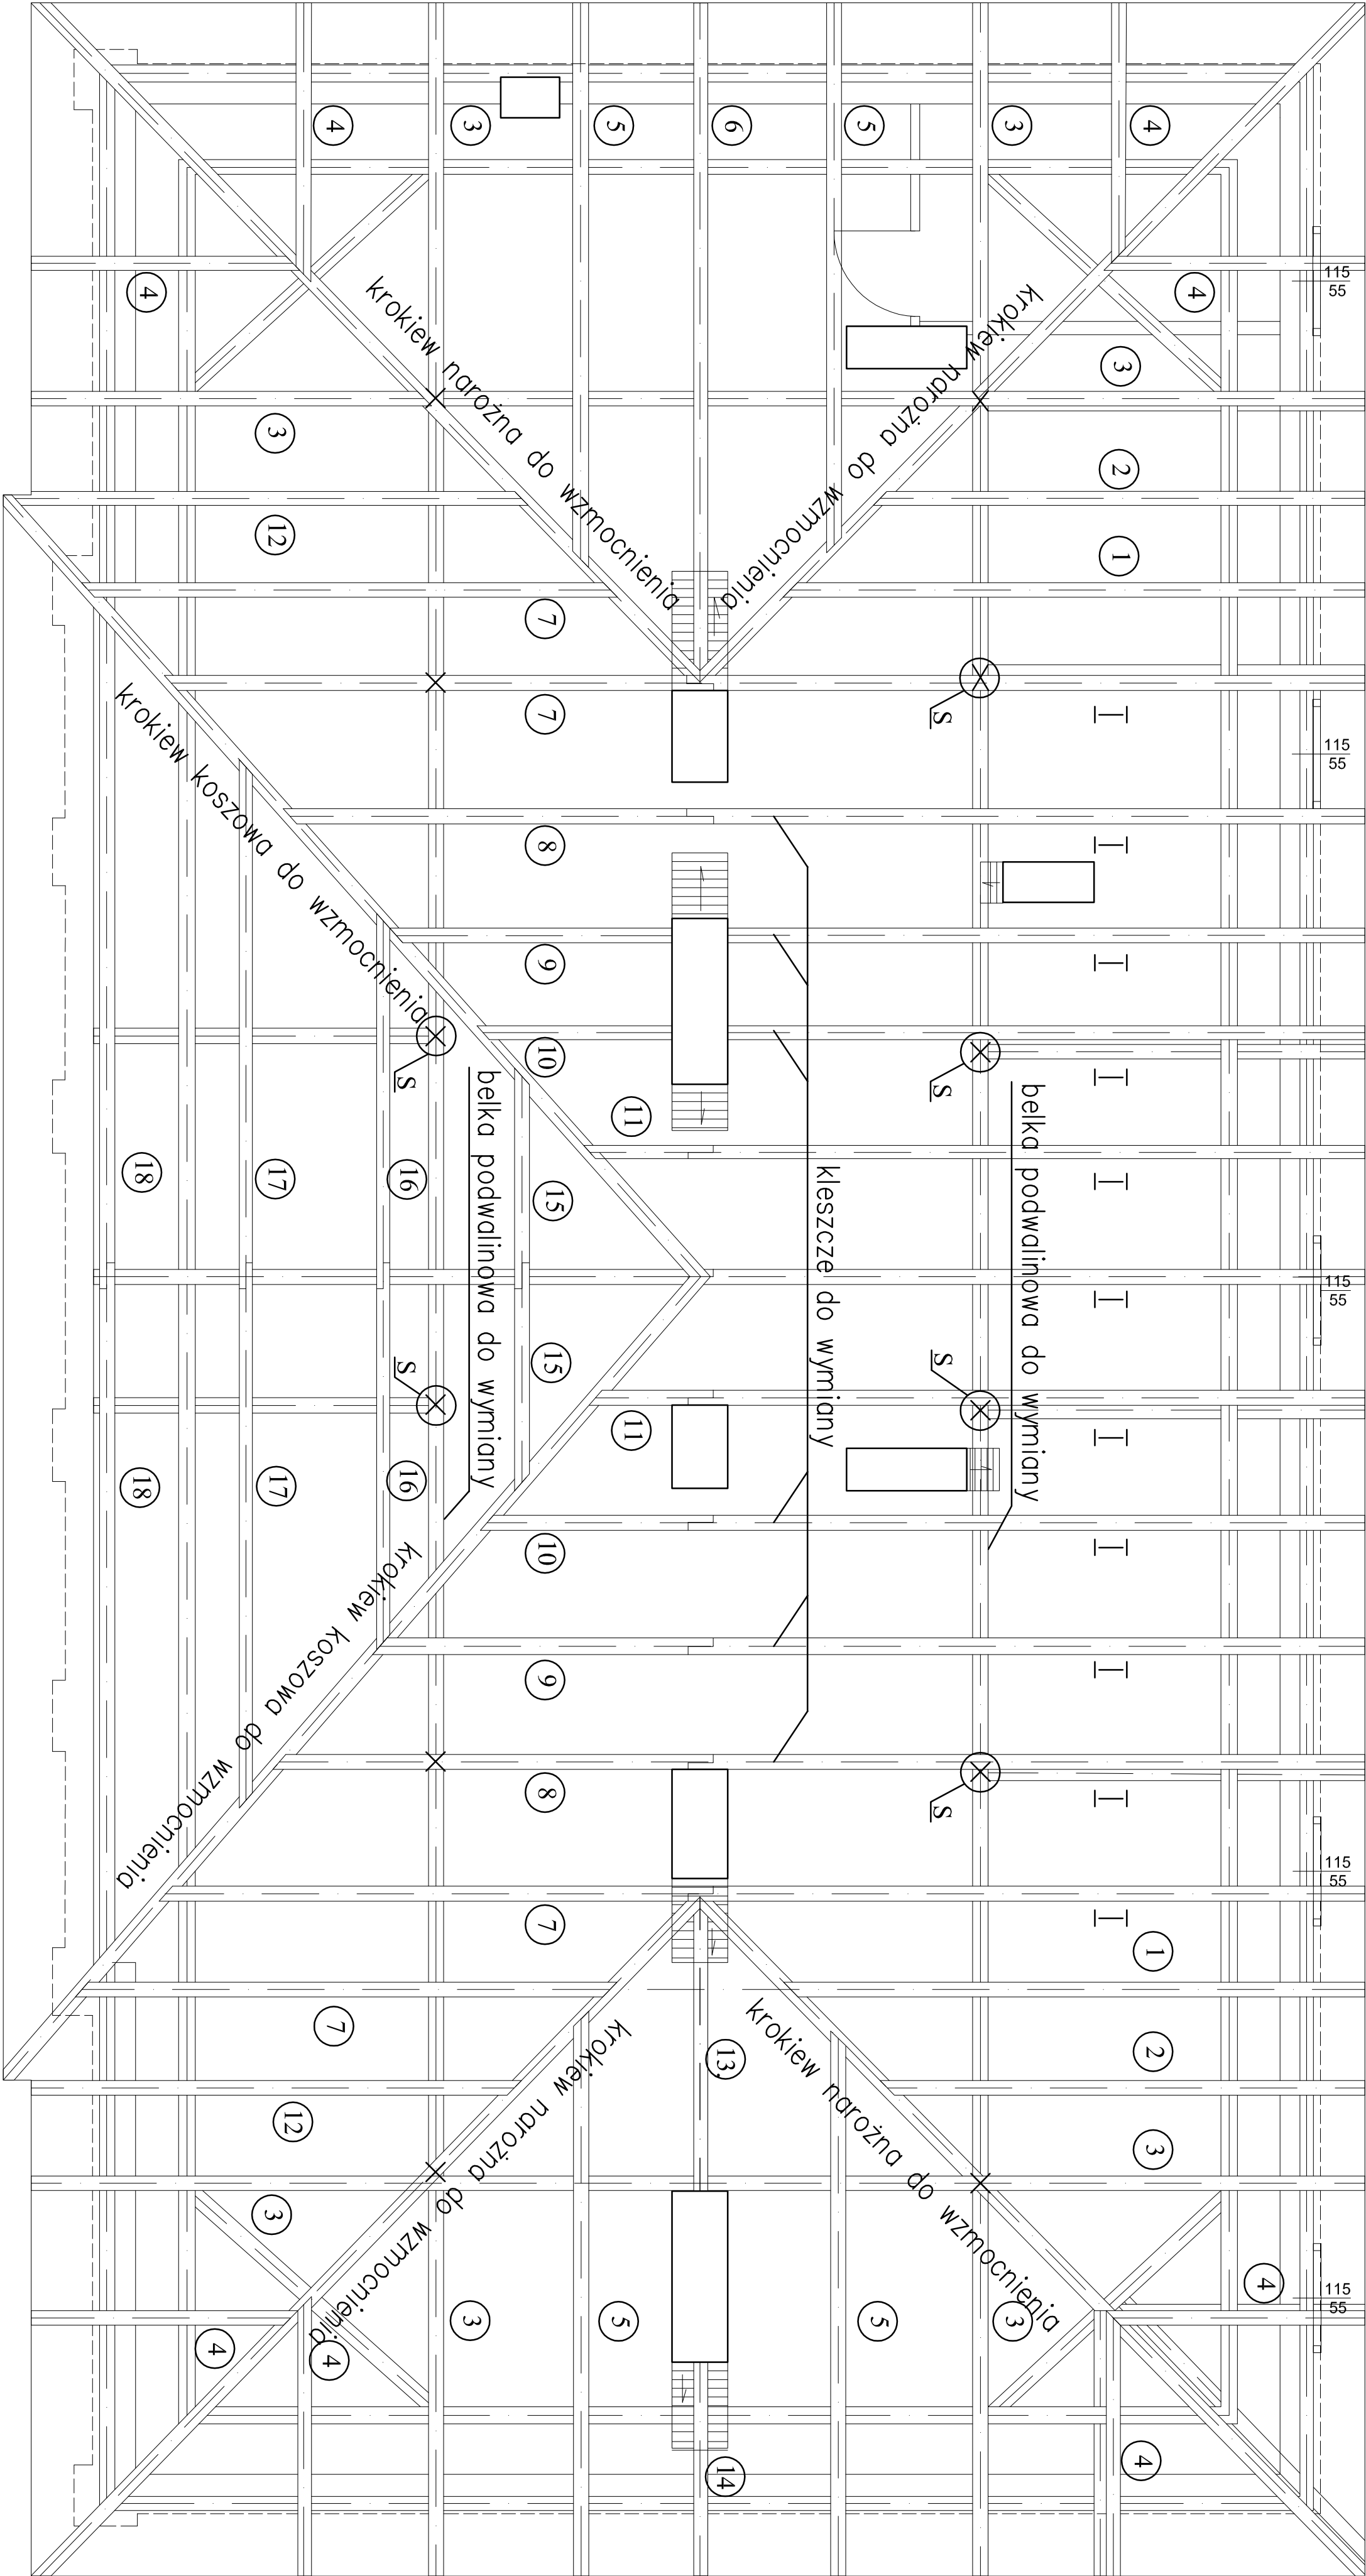 4
3
5
6
5
3
4
4
4
115
55
krokiew narożna do wzmocnienia
krokiew narożna do wzmocnienia
3
3
2
12
1
7
7
S
I
115
55
krokiew koszowa do wzmocnienia
8
I
9
I
S
10
S
I
11
belka podwalinowa do wymiany
belka podwalinowa do wymiany
kleszcze do wymiany
18
17
16
15
I
115
55
I
15
S
S
11
I
18
17
16
10
I
krokiew koszowa do wzmocnienia
9
I
8
S
I
115
55
7
I
1
7
13
2
krokiew narożna do wzmocnienia
krokiew narożna do wzmocnienia
12
3
3
4
115
55
4
4
3
5
5
3
14
4